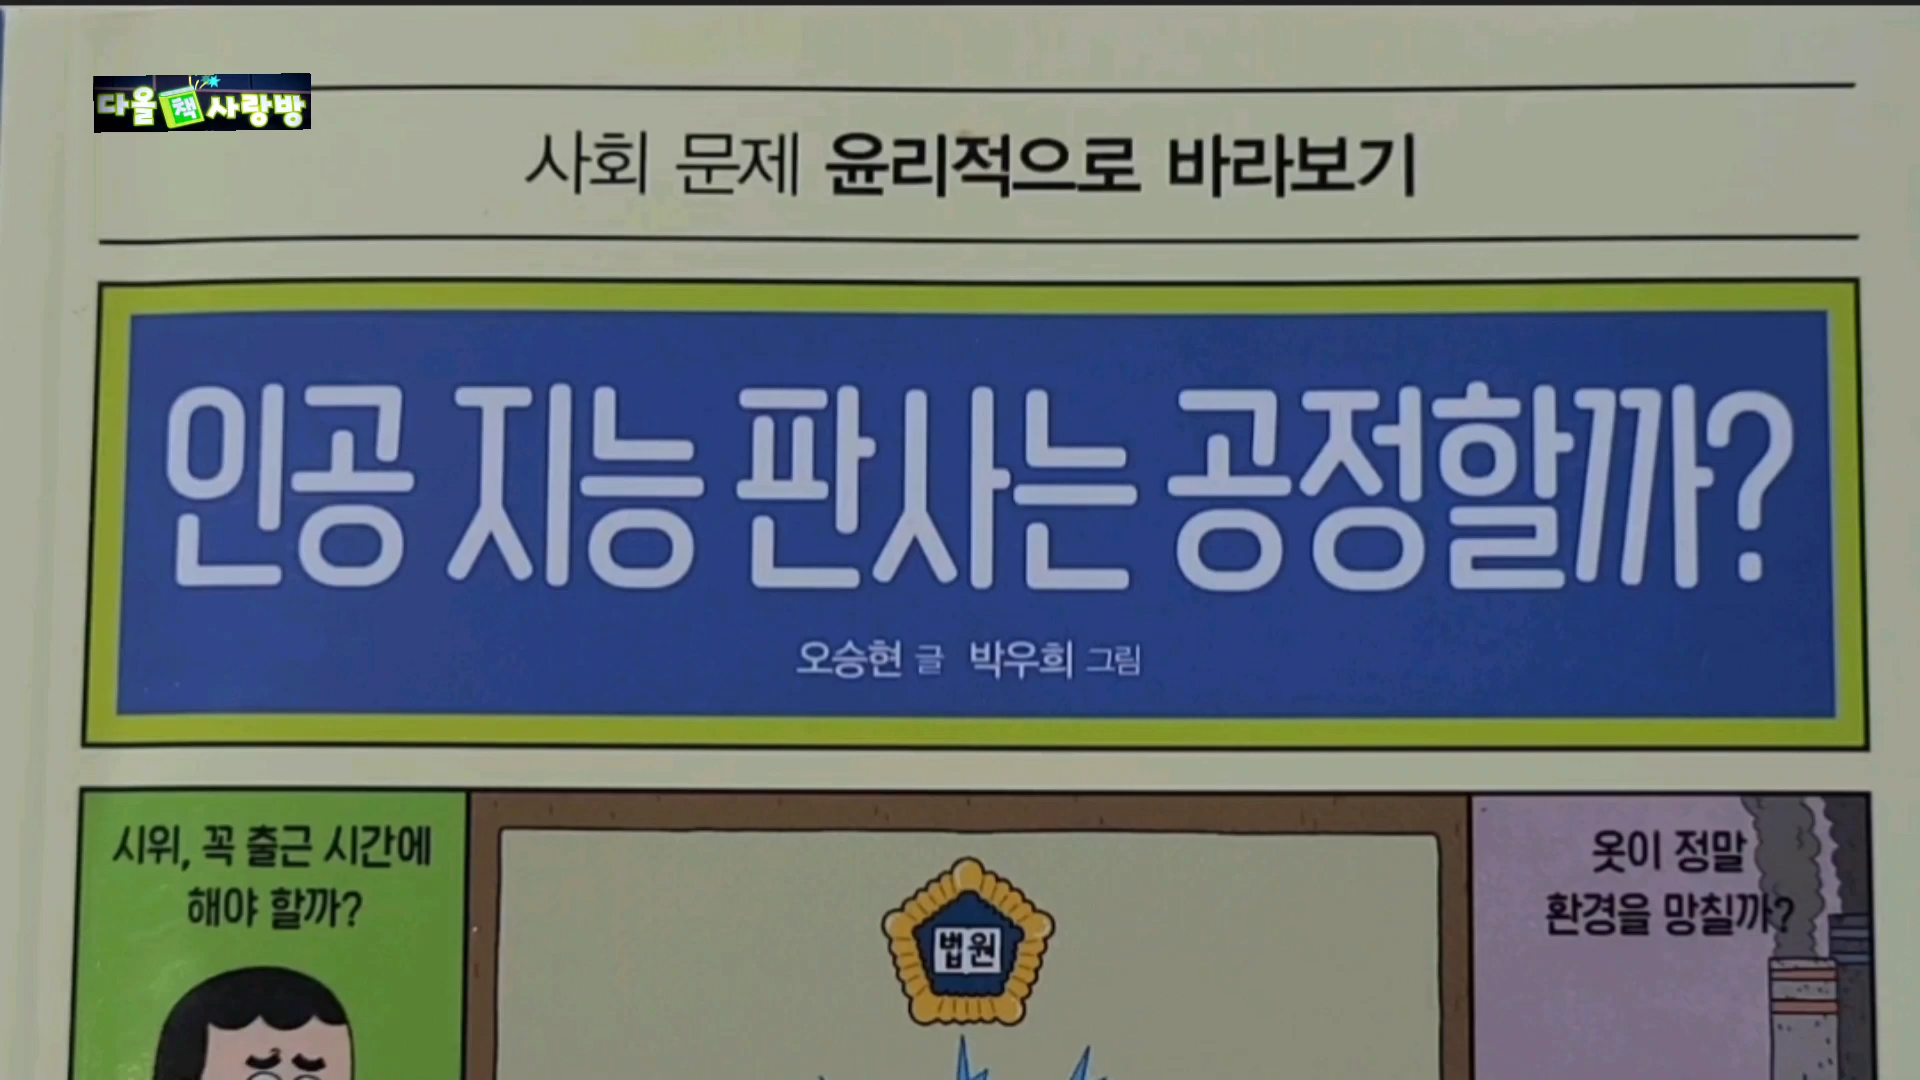 다올 책 사랑방
사회 문제 윤리적으로 바라보기
인공 지능 판사는 공정할까?
오승현 글 박우희 그림
시위, 꼭 출근 시간에
해야 할까?
법원
옷이 정말
환경을 망칠까?